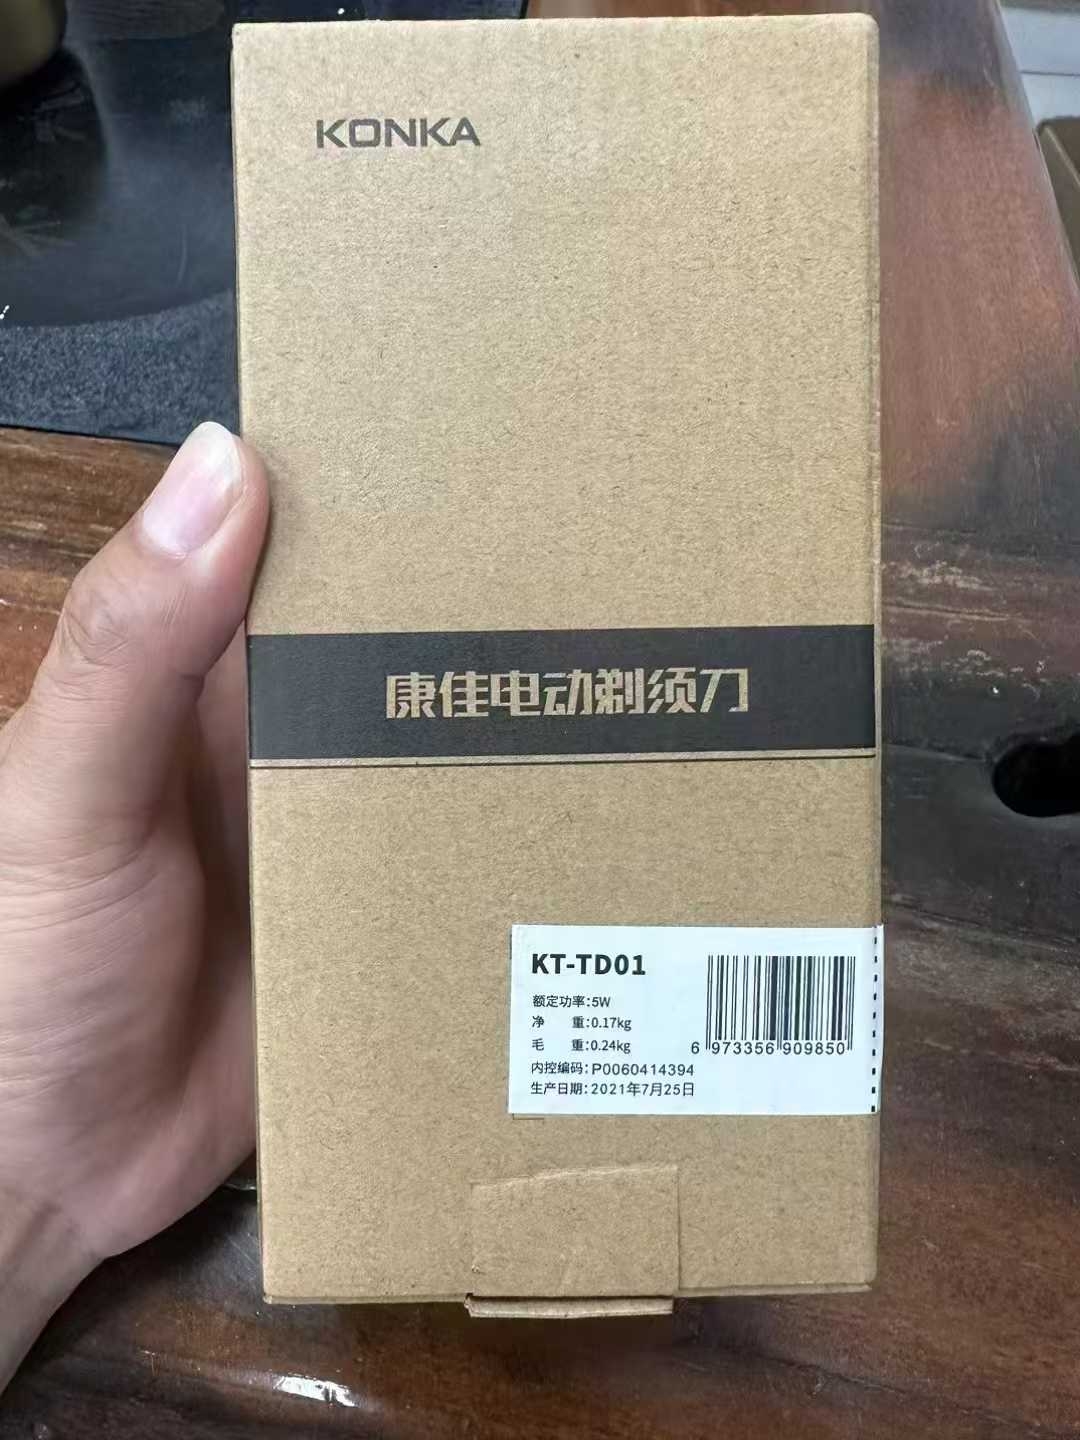 KONKA
康佳电动剃须刀
KT-TD01
额定功率:5W
净 重:0.17kg
毛 重:0.24kg
内控编码:P0060414394
生产日期:2021年7月25日
6 973356 909850